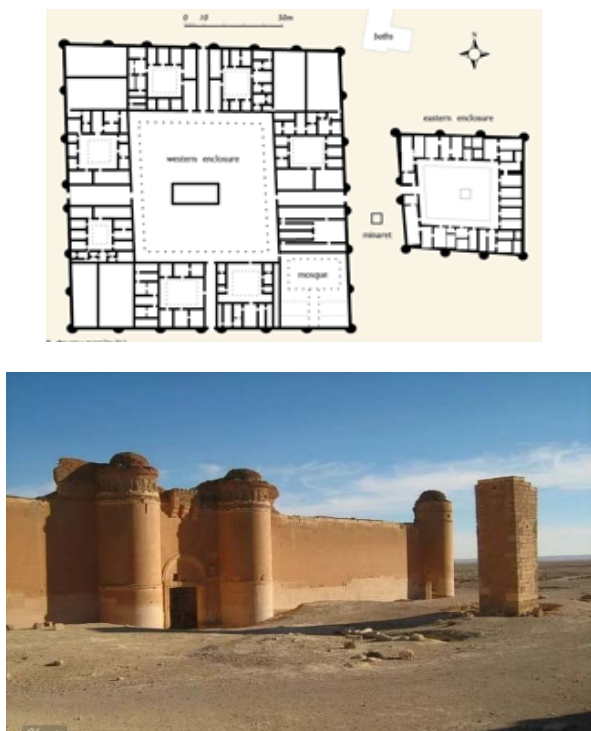 0 10 50m
baths
N
eastern enclosure
western enclosure
minaret
mosque